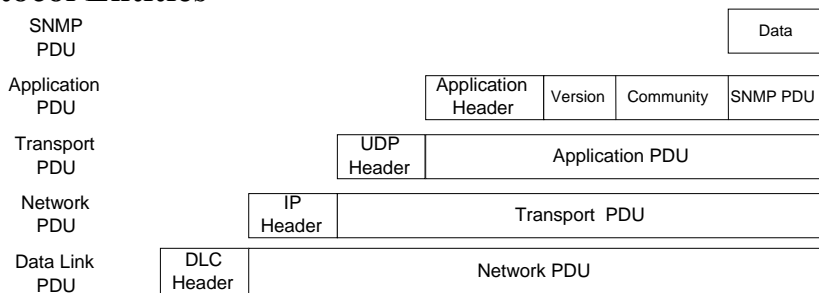 SNMP
PDU
Data
Application
PDU
Application
Header
Version
Community
SNMP PDU
Transport
PDU
UDP
Header
Application PDU
Network
PDU
IP
Header
Transport PDU
Data Link
PDU
DLC
Header
Network PDU